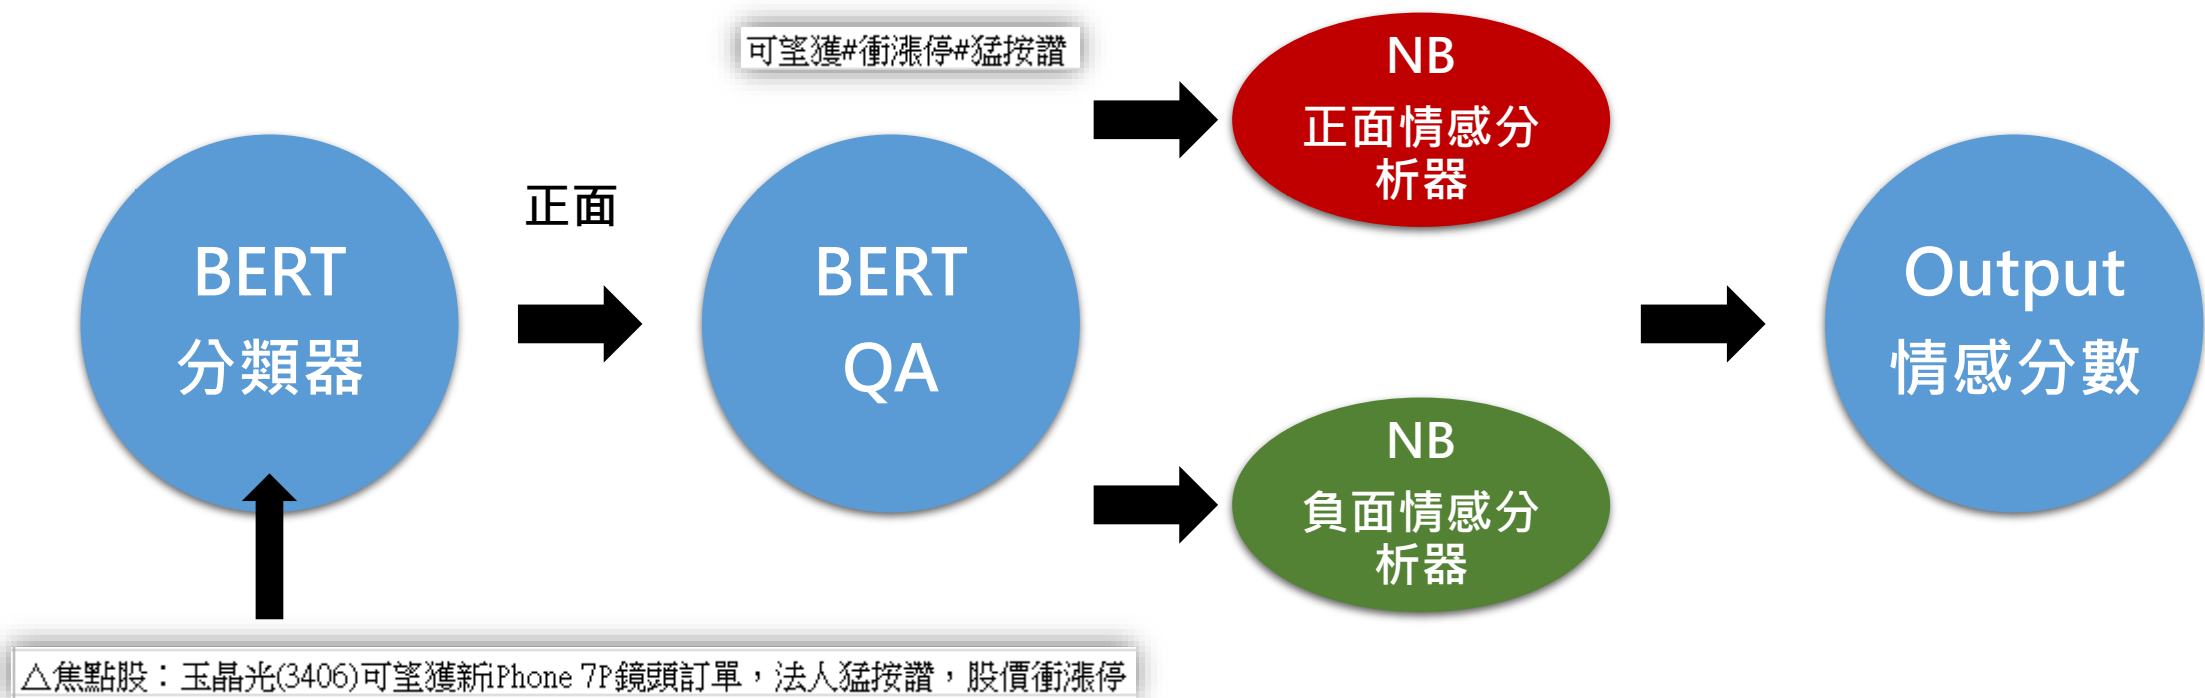 可望獲#衝漲停#猛按讚
NB
正面情感分
析器
正面
BERT
分類器
BERT
QA
Output
情感分數
NB
負面情感分
析器
△焦點股：玉晶光(3406)可望獲新iPhone 7P鏡頭訂單，法人猛按讚，股價衝漲停